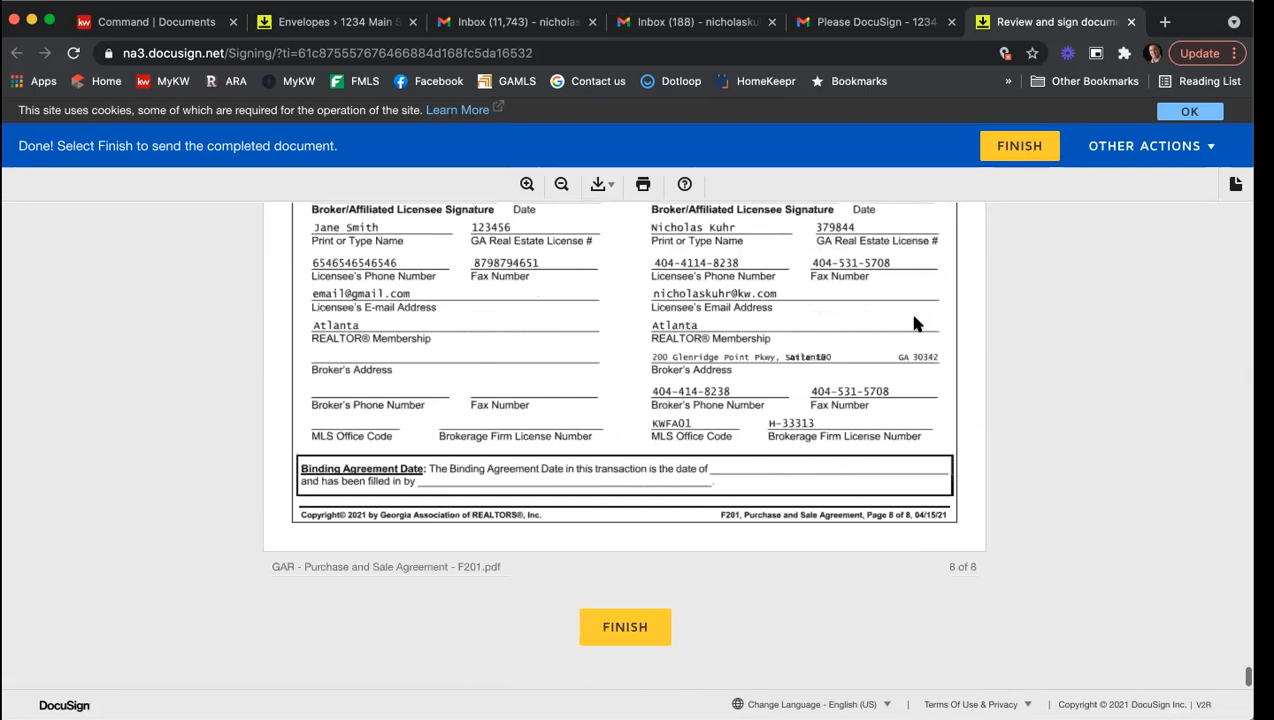 Command | Documents
Envelopes › 1234 Main S
Inbox (11,743) - nicholas
Inbox (188) - nicholasku
Please DocuSign - 1234
Review and sign docume
na3.docusign.net/Signing/?ti=61c875557676466884d168fc5da16532
Update
Apps
Home
kw MyKW
R ARA
MyKW
FMLS
Facebook
GAMLS
Contact us
Dotloop
HomeKeepr
Bookmarks
»
Other Bookmarks
Reading List
This site uses cookies, some of which are required for the operation of the site. Learn More
OK
Done! Select Finish to send the completed document.
FINISH
OTHER ACTIONS
Broker/Affiliated Licensee Signature Date
Broker/Affiliated Licensee Signature Date
Jane Smith 123456
Nicholas Kuhr 379844
Print or Type Name GA Real Estate License #
Print or Type Name GA Real Estate License #
6546546546546 8798794651
404-4114-8238 404-531-5708
Licensee's Phone Number Fax Number
Licensee's Phone Number Fax Number
email@gmail.com
nicholaskuhr@kw.com
Licensee's E-mail Address
Licensee's Email Address
Atlanta
Atlanta
REALTOR® Membership
REALTOR® Membership
200 Glenridge Point Pkwy, GA 30342
Broker's Address
Broker's Address
404-414-8238 404-531-5708
Broker's Phone Number Fax Number
Broker's Phone Number Fax Number
KWFA01 H-33313
MLS Office Code Brokerage Firm License Number
MLS Office Code Brokerage Firm License Number
Binding Agreement Date: The Binding Agreement Date in this transaction is the date of
and has been filled in by .
Copyright© 2021 by Georgia Association of REALTORS®, Inc.
F201, Purchase and Sale Agreement, Page 8 of 8, 04/15/21
GAR - Purchase and Sale Agreement - F201.pdf
8 of 8
FINISH
DocuSign
Change Language - English (US)
| Terms Of Use & Privacy
| Copyright © 2021 DocuSign Inc. | V2R